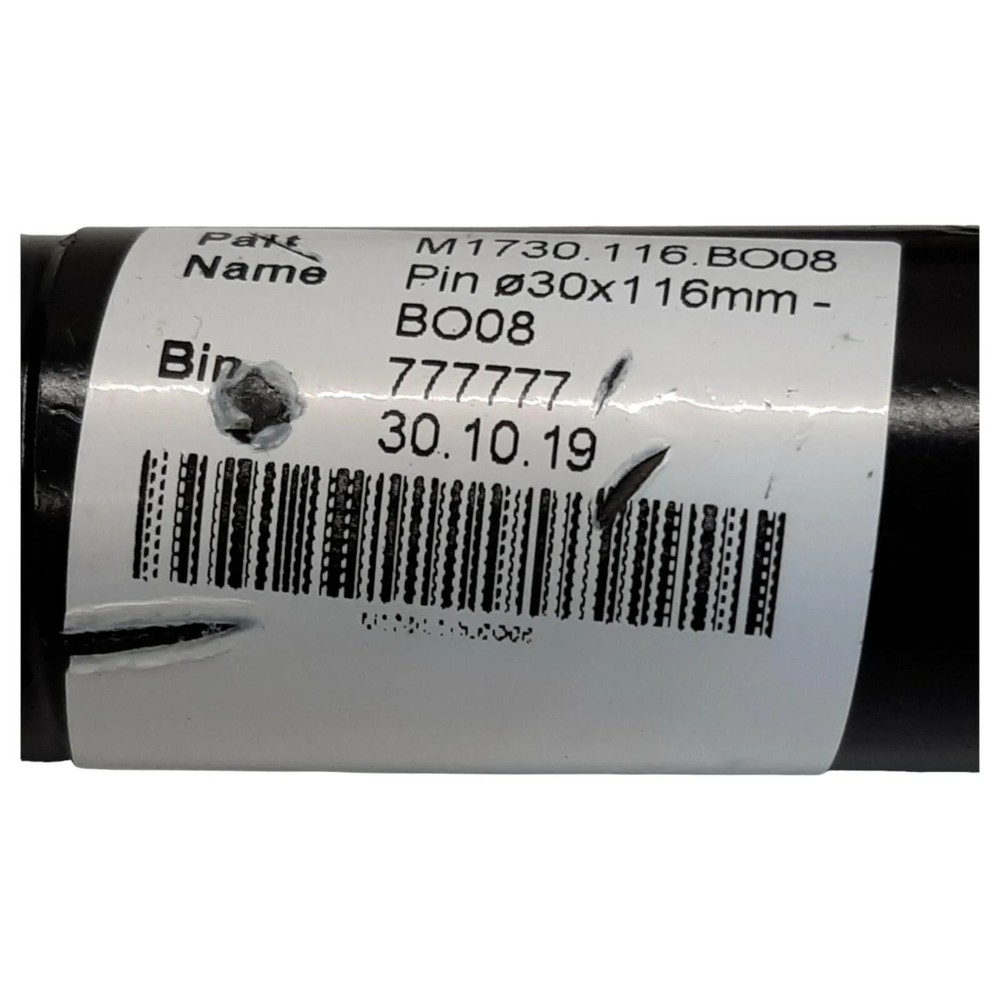 Part M1730.116.BO08
Name Pin ø30x116mm -
BO08
Bin 777777
30.10.19